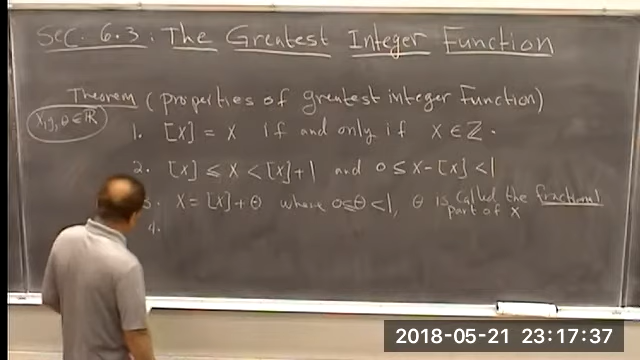 Sec. 6.3: The Greatest Integer Function
Theorem (properties of greatest integer function)
x, y, θ ∈ ℝ
1. [x] = x if and only if x ∈ ℤ.
2. [x] ≤ x < [x]+1 and 0 ≤ x-[x] < 1
3. x = [x]+θ where 0≤θ<1, θ is called the fractional
part of x
4.
2018-05-21 23:17:37